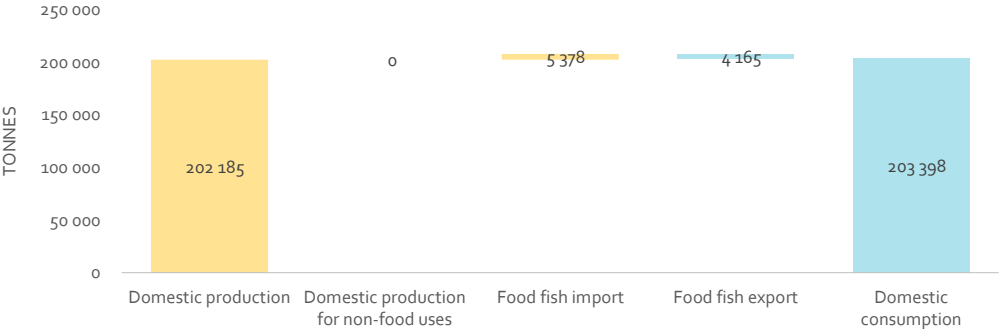 250 000
200 000
150 000
100 000
50 000
0
TONNES
202 185
0
5 378
4 165
203 398
Domestic production
Domestic production
for non-food uses
Food fish import
Food fish export
Domestic
consumption